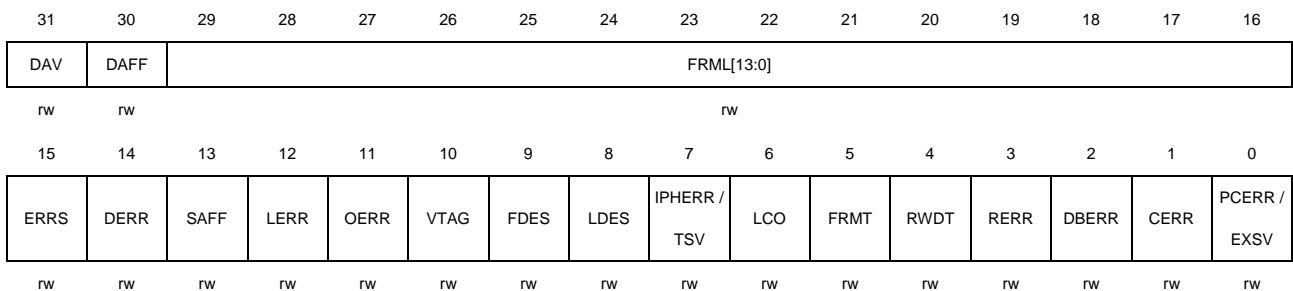 31 30 29 28 27 26 25 24 23 22 21 20 19 18 17 16
DAV DAFF FRML[13:0]
rw rw rw
15 14 13 12 11 10 9 8 7 6 5 4 3 2 1 0
ERRS DERR SAFF LERR OERR VTAG FDES LDES IPHERR / TSV LCO FRMT RWDT RERR DBERR CERR PCERR / EXSV
rw rw rw rw rw rw rw rw rw rw rw rw rw rw rw rw